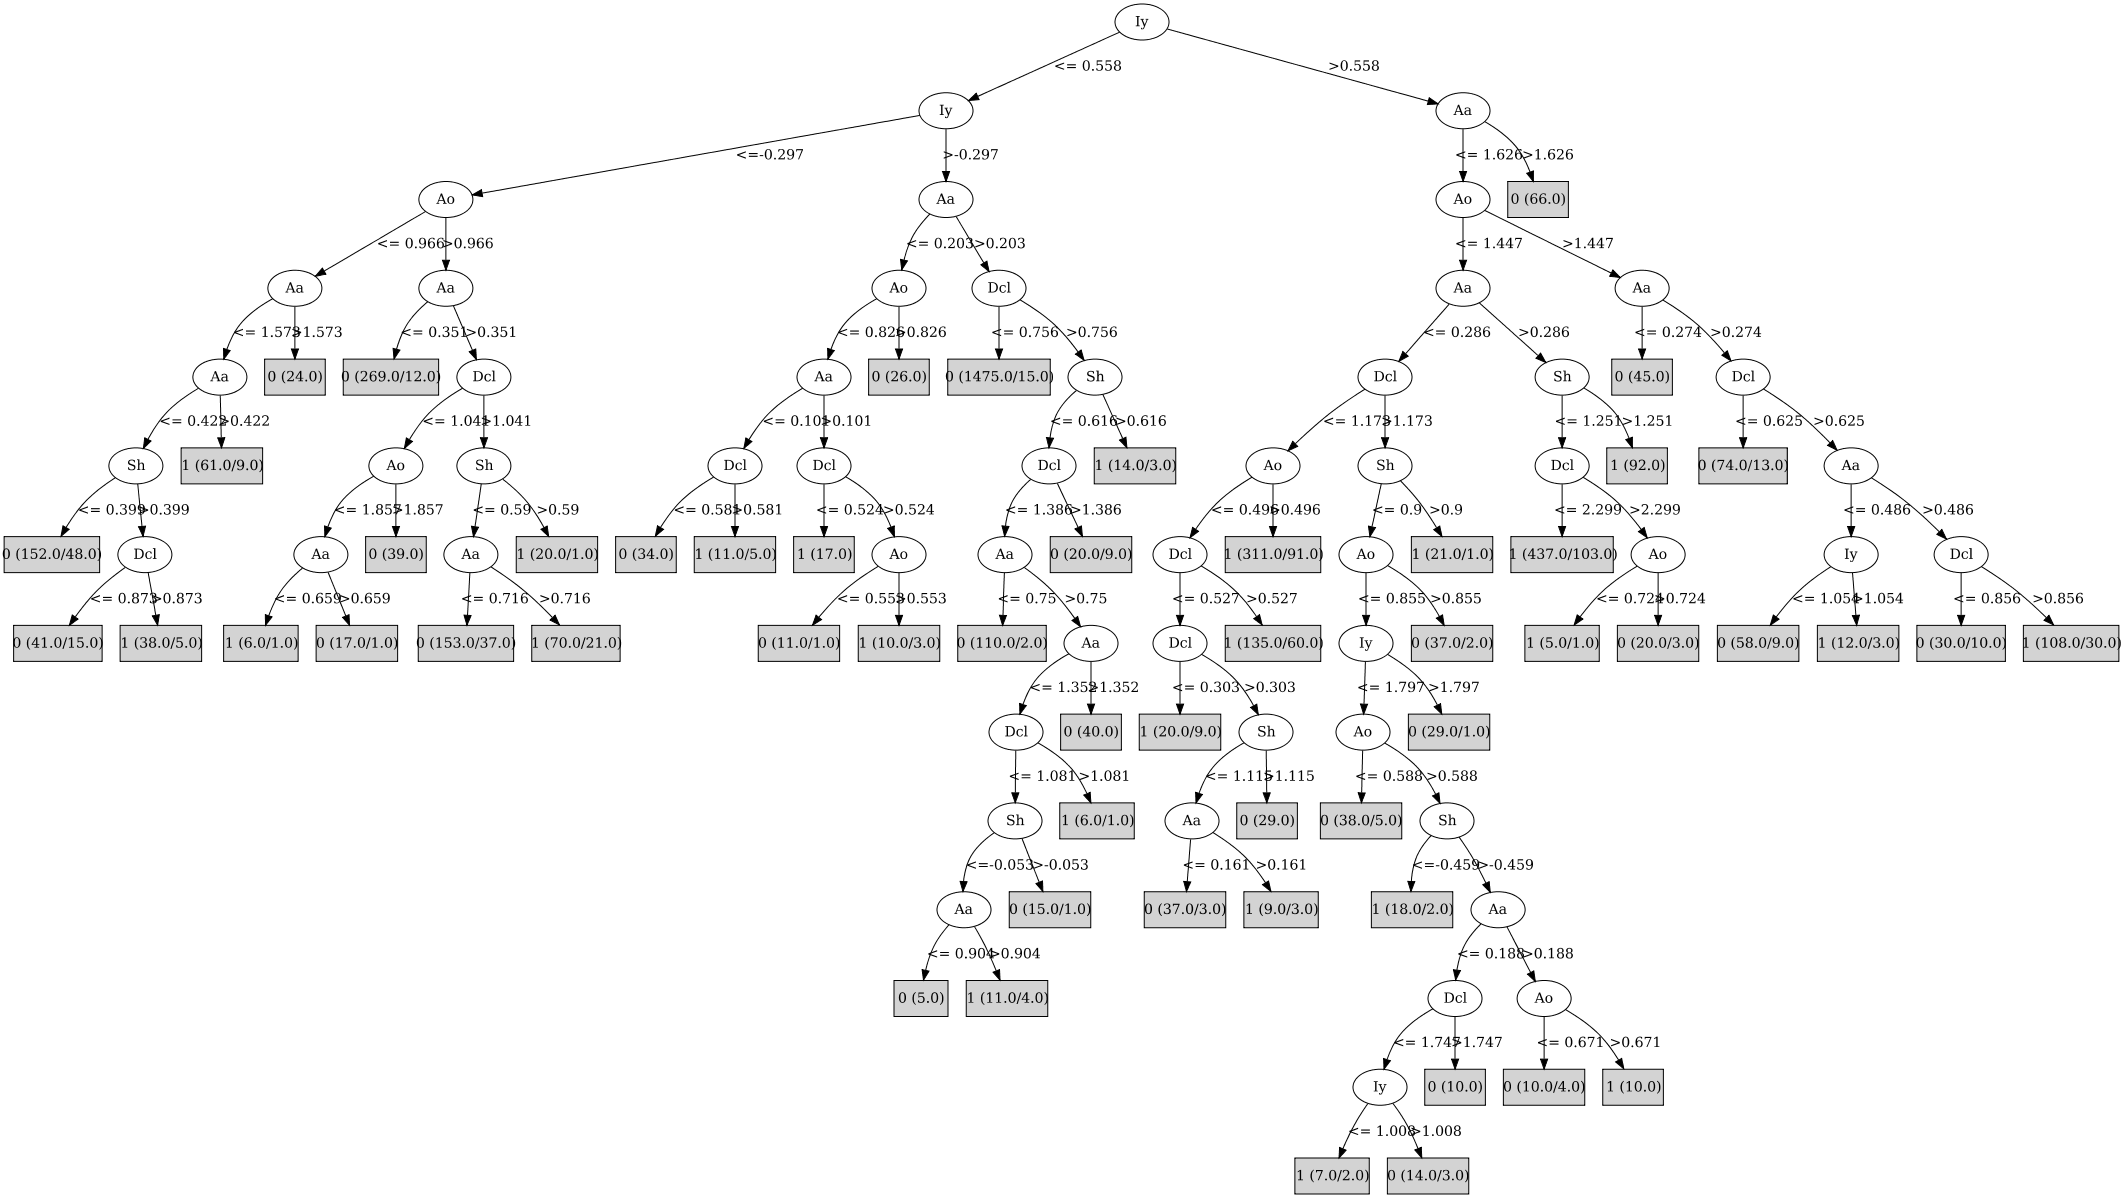 Iy
<= 0.558 >0.558
Iy Aa
<=-0.297 >-0.297 <= 1.626 >1.626
Ao Aa Ao 0 (66.0)
<= 0.966 >0.966 <= 0.203 >0.203 <= 1.447 >1.447
Aa Aa Ao Dcl Aa Aa
<= 1.573 >1.573 <= 0.351 >0.351 <= 0.826 >0.826 <= 0.756 >0.756 <= 0.286 >0.286 <= 0.274 >0.274
Aa 0 (24.0) 0 (269.0/12.0) Dcl Aa 0 (26.0) 0 (1475.0/15.0) Sh Dcl Sh 0 (45.0) Dcl
<= 0.422 >0.422 <= 1.041 >1.041 <= 0.101 >0.101 <= 0.616 >0.616 <= 1.173 >1.173 <= 1.251 >1.251 <= 0.625 >0.625
Sh 1 (61.0/9.0) Ao Sh Dcl Dcl Dcl 1 (14.0/3.0) Ao Sh Dcl 1 (92.0) 0 (74.0/13.0) Aa
<= 0.399 >0.399 <= 1.857 >1.857 <= 0.59 >0.59 <= 0.581 >0.581 <= 0.524 >0.524 <= 1.386 >1.386 <= 0.496 >0.496 <= 0.9 >0.9 <= 2.299 >2.299 <= 0.486 >0.486
0 (152.0/48.0) Dcl Aa 0 (39.0) Aa 1 (20.0/1.0) 0 (34.0) 1 (11.0/5.0) 1 (17.0) Ao Aa 0 (20.0/9.0) Dcl 1 (311.0/91.0) Ao 1 (21.0/1.0) 1 (437.0/103.0) Ao Iy Dcl
<= 0.873 >0.873 <= 0.659 >0.659 <= 0.716 >0.716 <= 0.553 >0.553 <= 0.75 >0.75 <= 0.527 >0.527 <= 0.855 >0.855 <= 0.724 >0.724 <= 1.054 >1.054 <= 0.856 >0.856
0 (41.0/15.0) 1 (38.0/5.0) 1 (6.0/1.0) 0 (17.0/1.0) 0 (153.0/37.0) 1 (70.0/21.0) 0 (11.0/1.0) 1 (10.0/3.0) 0 (110.0/2.0) Aa Dcl 1 (135.0/60.0) Iy 0 (37.0/2.0) 1 (5.0/1.0) 0 (20.0/3.0) 0 (58.0/9.0) 1 (12.0/3.0) 0 (30.0/10.0) 1 (108.0/30.0)
<= 1.352 >1.352 <= 0.303 >0.303 <= 1.797 >1.797
Dcl 0 (40.0) 1 (20.0/9.0) Sh Ao 0 (29.0/1.0)
<= 1.081 >1.081 <= 1.115 >1.115 <= 0.588 >0.588
Sh 1 (6.0/1.0) Aa 0 (29.0) 0 (38.0/5.0) Sh
<=-0.053 >-0.053 <= 0.161 >0.161 <=-0.459 >-0.459
Aa 0 (15.0/1.0) 0 (37.0/3.0) 1 (9.0/3.0) 1 (18.0/2.0) Aa
<= 0.904 >0.904 <= 0.188 >0.188
0 (5.0) 1 (11.0/4.0) Dcl Ao
<= 1.747 >1.747 <= 0.671 >0.671
Iy 0 (10.0) 0 (10.0/4.0) 1 (10.0)
<= 1.008 >1.008
1 (7.0/2.0) 0 (14.0/3.0)